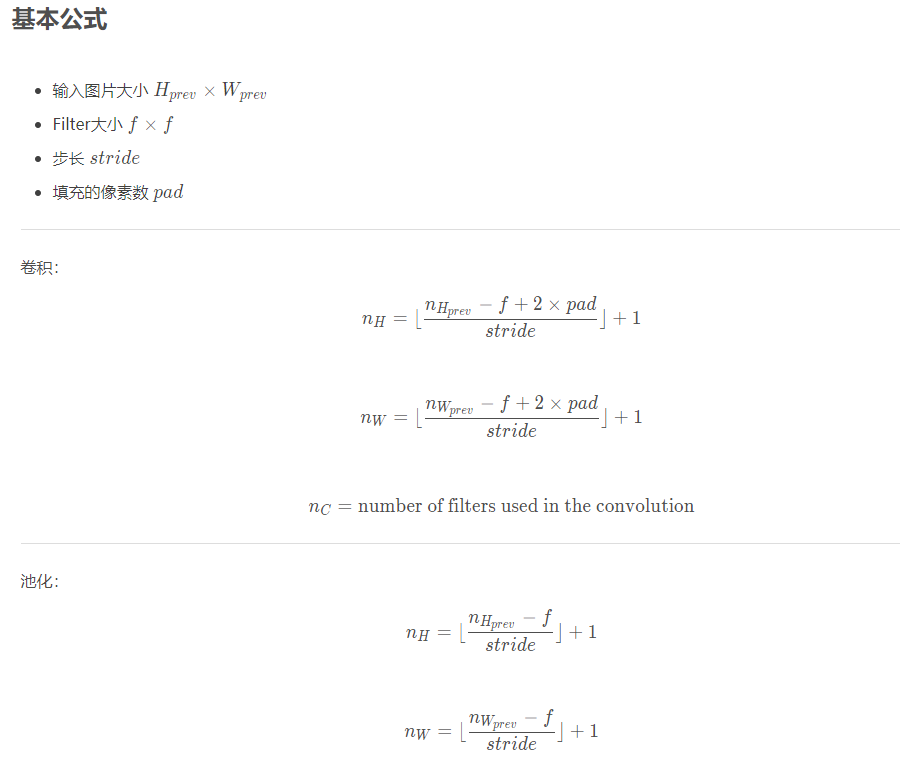 基本公式
输入图片大小 $H_{prev} \times W_{prev}$
Filter大小 $f \times f$
步长 $stride$
填充的像素数 $pad$
卷积:
$n_H = \lfloor \frac{n_{H_{prev}} - f + 2 \times pad}{stride} \rfloor + 1$
$n_W = \lfloor \frac{n_{W_{prev}} - f + 2 \times pad}{stride} \rfloor + 1$
$n_C = \text{number of filters used in the convolution}$
池化:
$n_H = \lfloor \frac{n_{H_{prev}} - f}{stride} \rfloor + 1$
$n_W = \lfloor \frac{n_{W_{prev}} - f}{stride} \rfloor + 1$